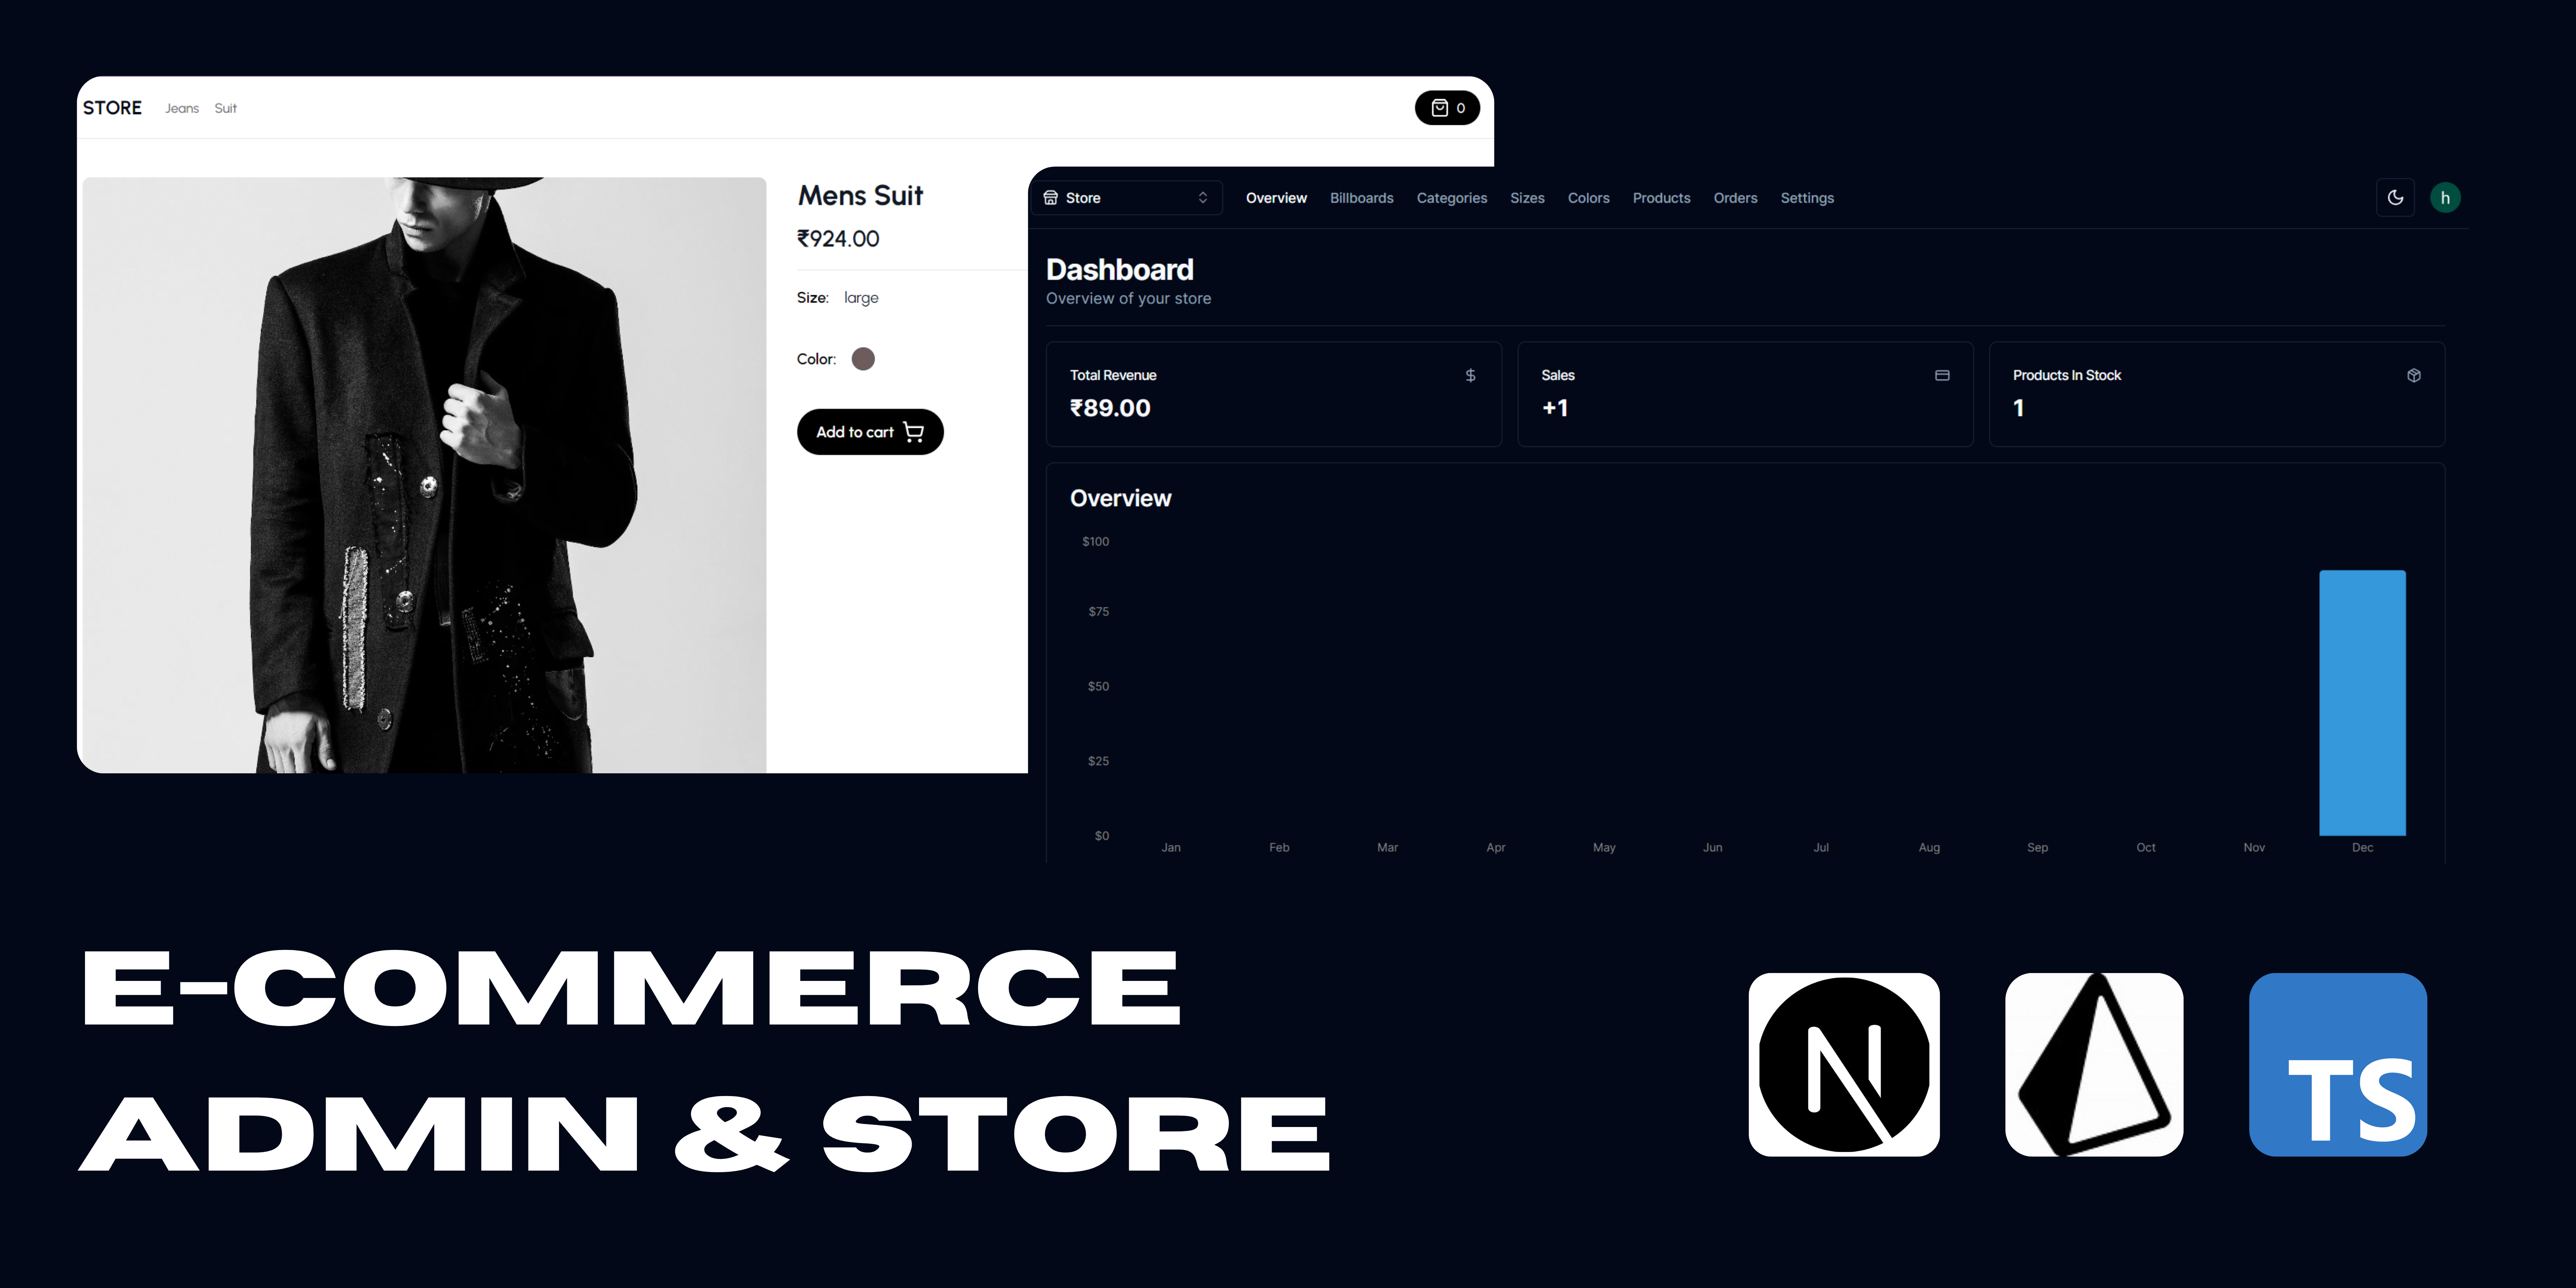 STORE Jeans Suit 0
Mens Suit
₹924.00
Size: large
Color:
Add to cart
Store Overview Billboards Categories Sizes Colors Products Orders Settings h
Dashboard
Overview of your store
Total Revenue
₹89.00
Sales
+1
Products In Stock
1
Overview
$100
$75
$50
$25
$0
Jan Feb Mar Apr May Jun Jul Aug Sep Oct Nov Dec
E-COMMERCE
ADMIN & STORE
N
TS